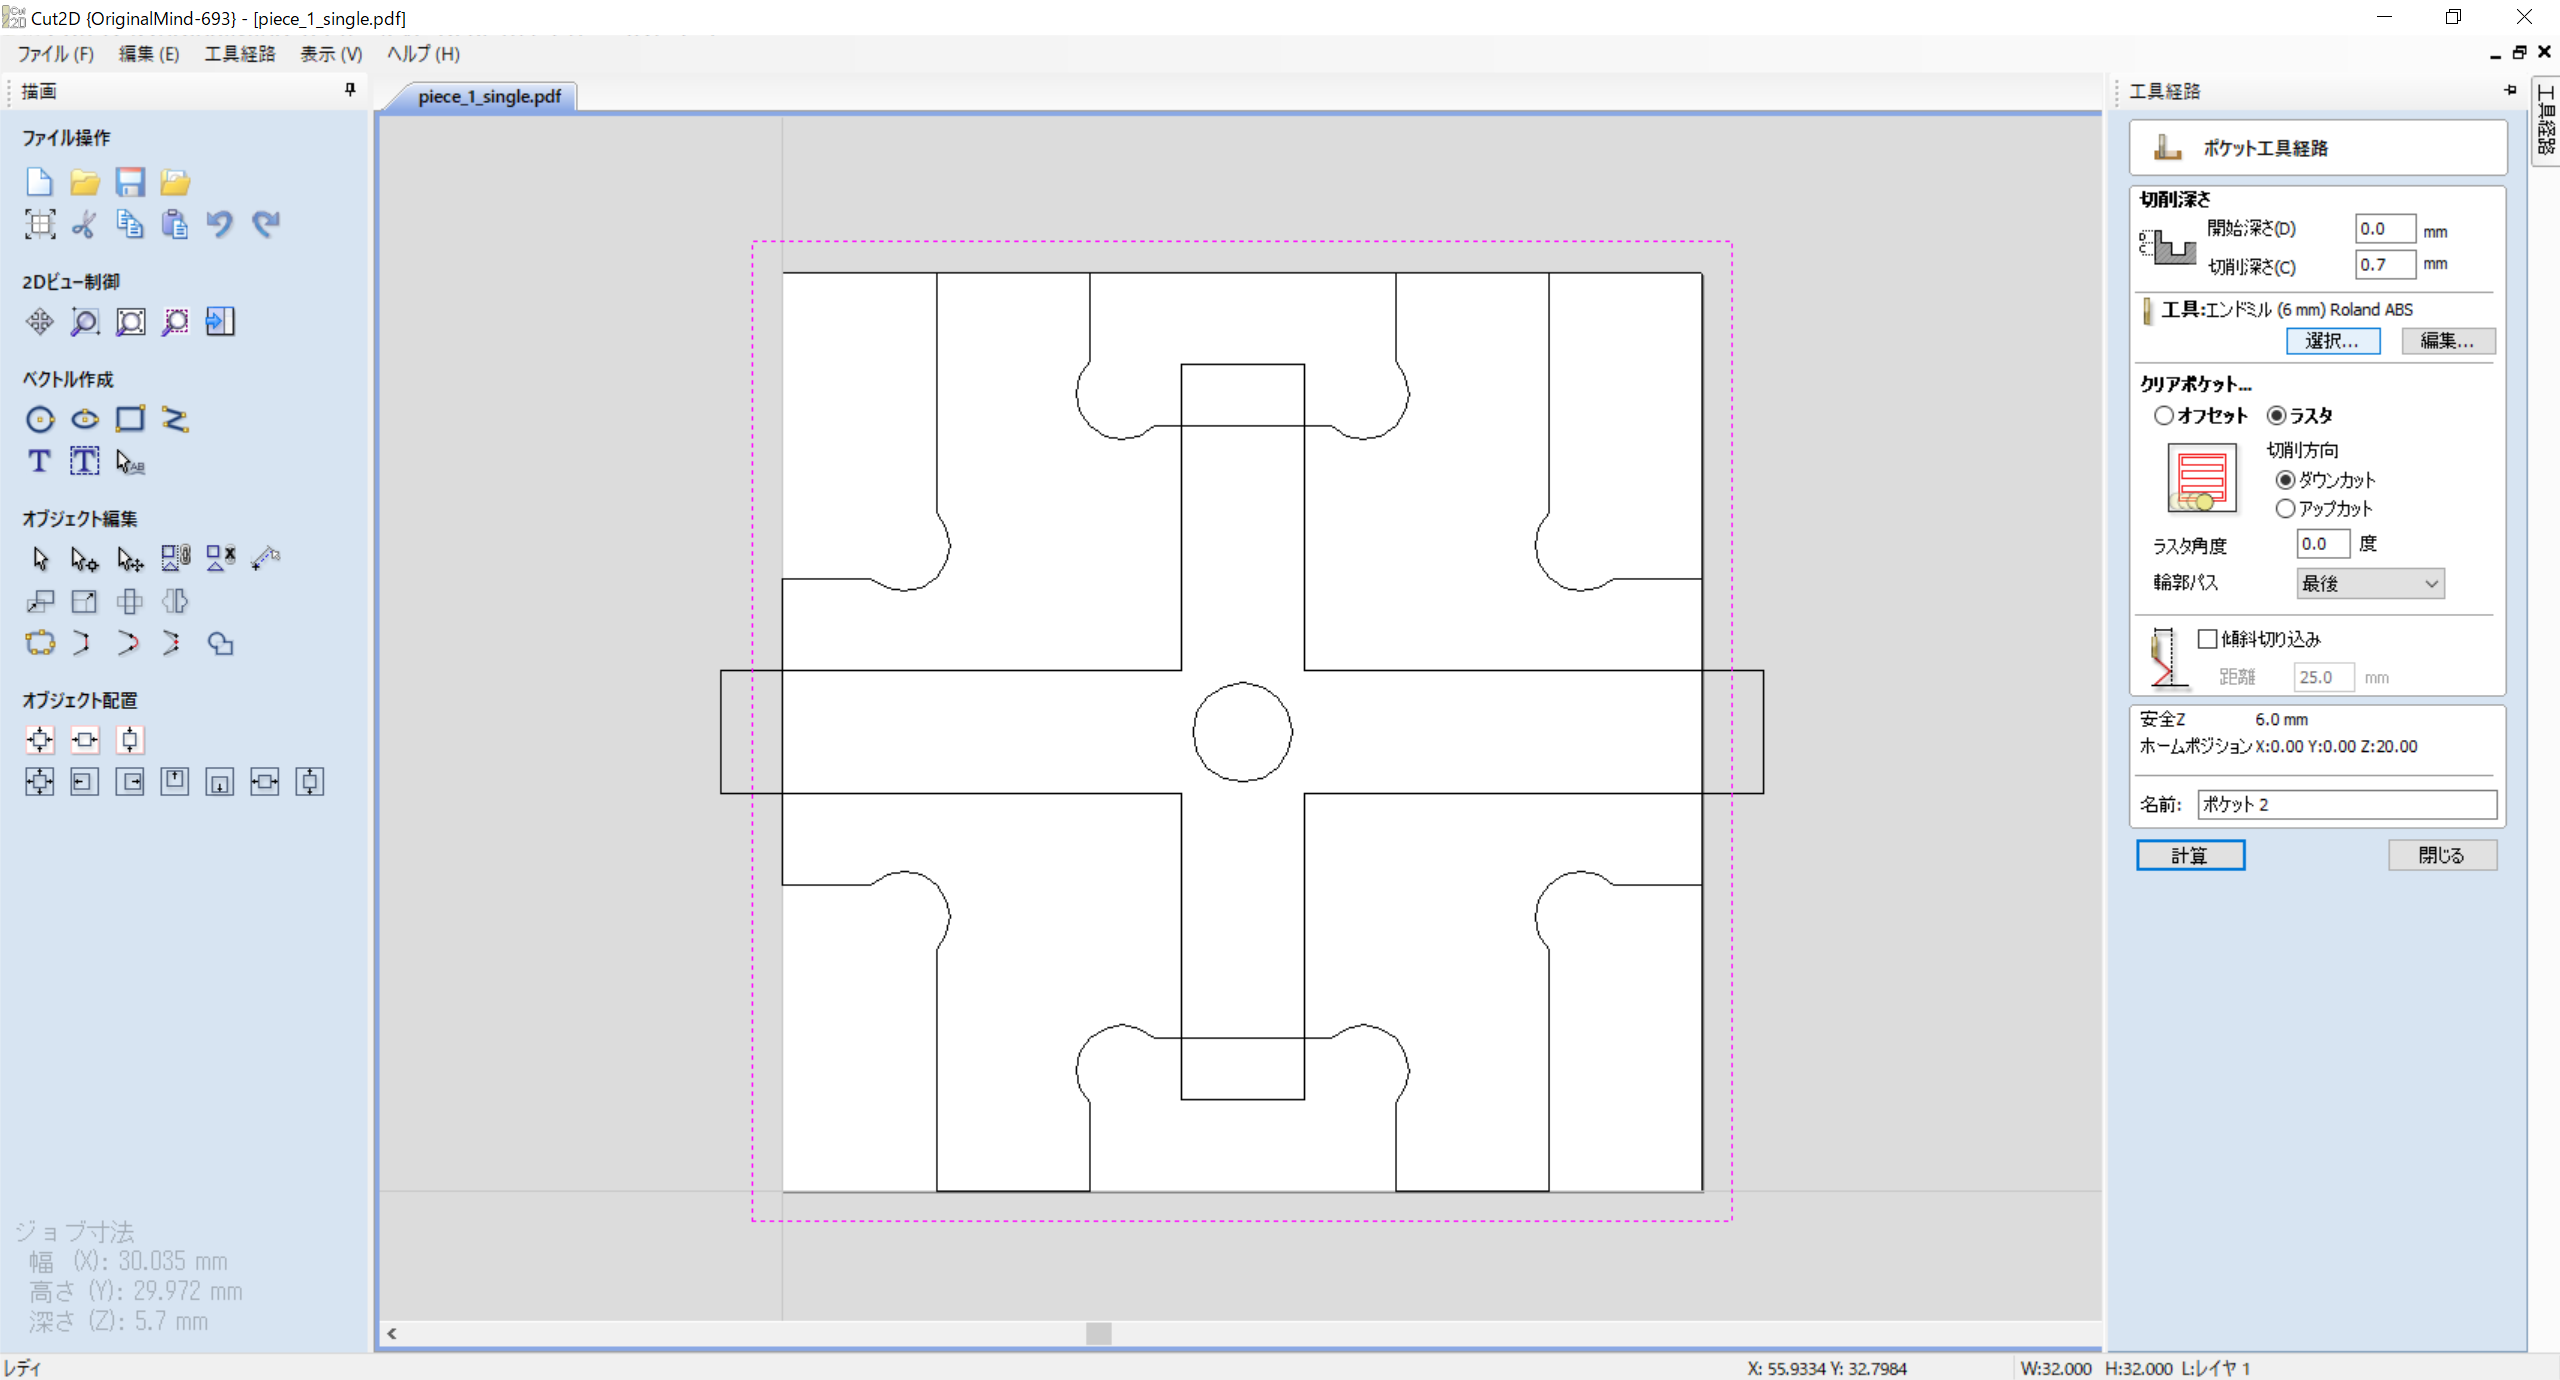 Cut2D {OriginalMind-693} - [piece_1_single.pdf]
ファイル (F) 編集 (E) 工具経路 表示 (V) ヘルプ (H)
描画
ファイル操作
2Dビュー制御
ベクトル作成
オブジェクト編集
オブジェクト配置
ジョブ寸法
幅 (X): 30.035 mm
高さ (Y): 29.972 mm
深さ (Z): 5.7 mm
レディ
piece_1_single.pdf
工具経路
工具経路
ポケット工具経路
切削深さ
開始深さ(D) 0.0 mm
切削深さ(C) 0.7 mm
工具:エンドミル (6 mm) Roland ABS
選択... 編集...
クリアポケット...
オフセット ラスタ
切削方向
ダウンカット
アップカット
ラスタ角度 0.0 度
輪郭パス 最後
傾斜切り込み
距離 25.0 mm
安全Z 6.0 mm
ホームポジション X:0.00 Y:0.00 Z:20.00
名前: ポケット 2
計算 閉じる
X: 55.9334 Y: 32.7984
W:32.000 H:32.000 L:レイヤ 1